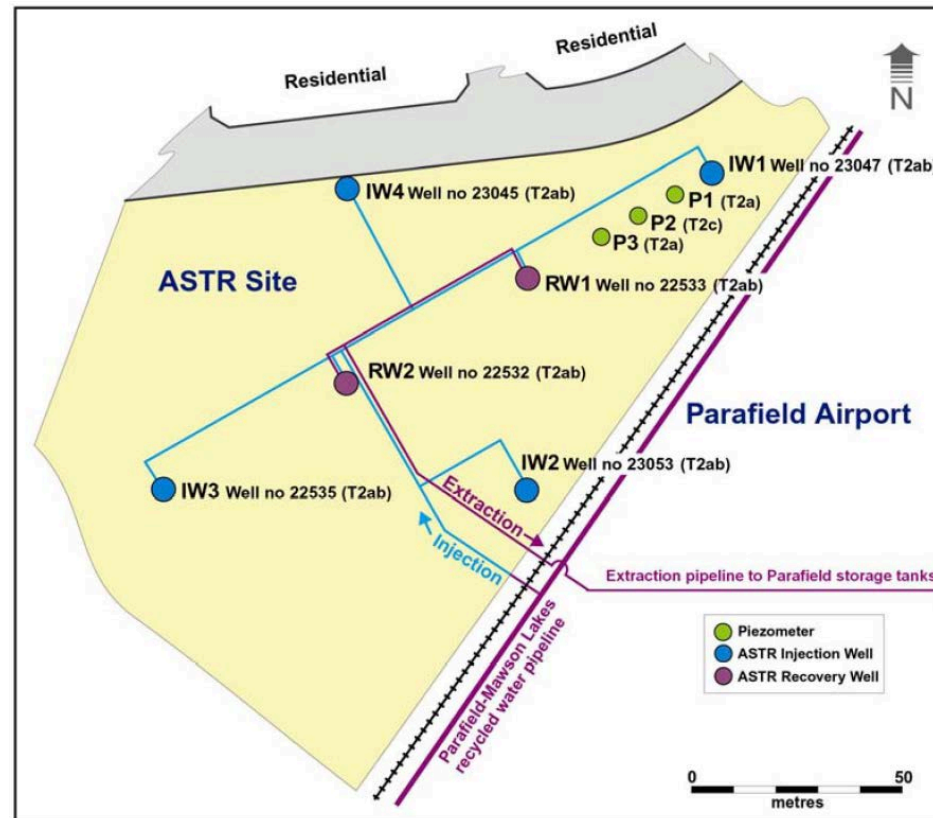 Residential
Residential
N
IW1 Well no 23047 (T2ab)
IW4 Well no 23045 (T2ab)
P1 (T2a)
P2 (T2c)
P3 (T2a)
ASTR Site
RW1 Well no 22533 (T2ab)
RW2 Well no 22532 (T2ab)
Parafield Airport
IW2 Well no 23053 (T2ab)
IW3 Well no 22535 (T2ab)
Extraction
Injection
Extraction pipeline to Parafield storage tanks
Piezometer
ASTR Injection Well
ASTR Recovery Well
Parafield-Mawson Lakes
recycled water pipeline
0 50
metres